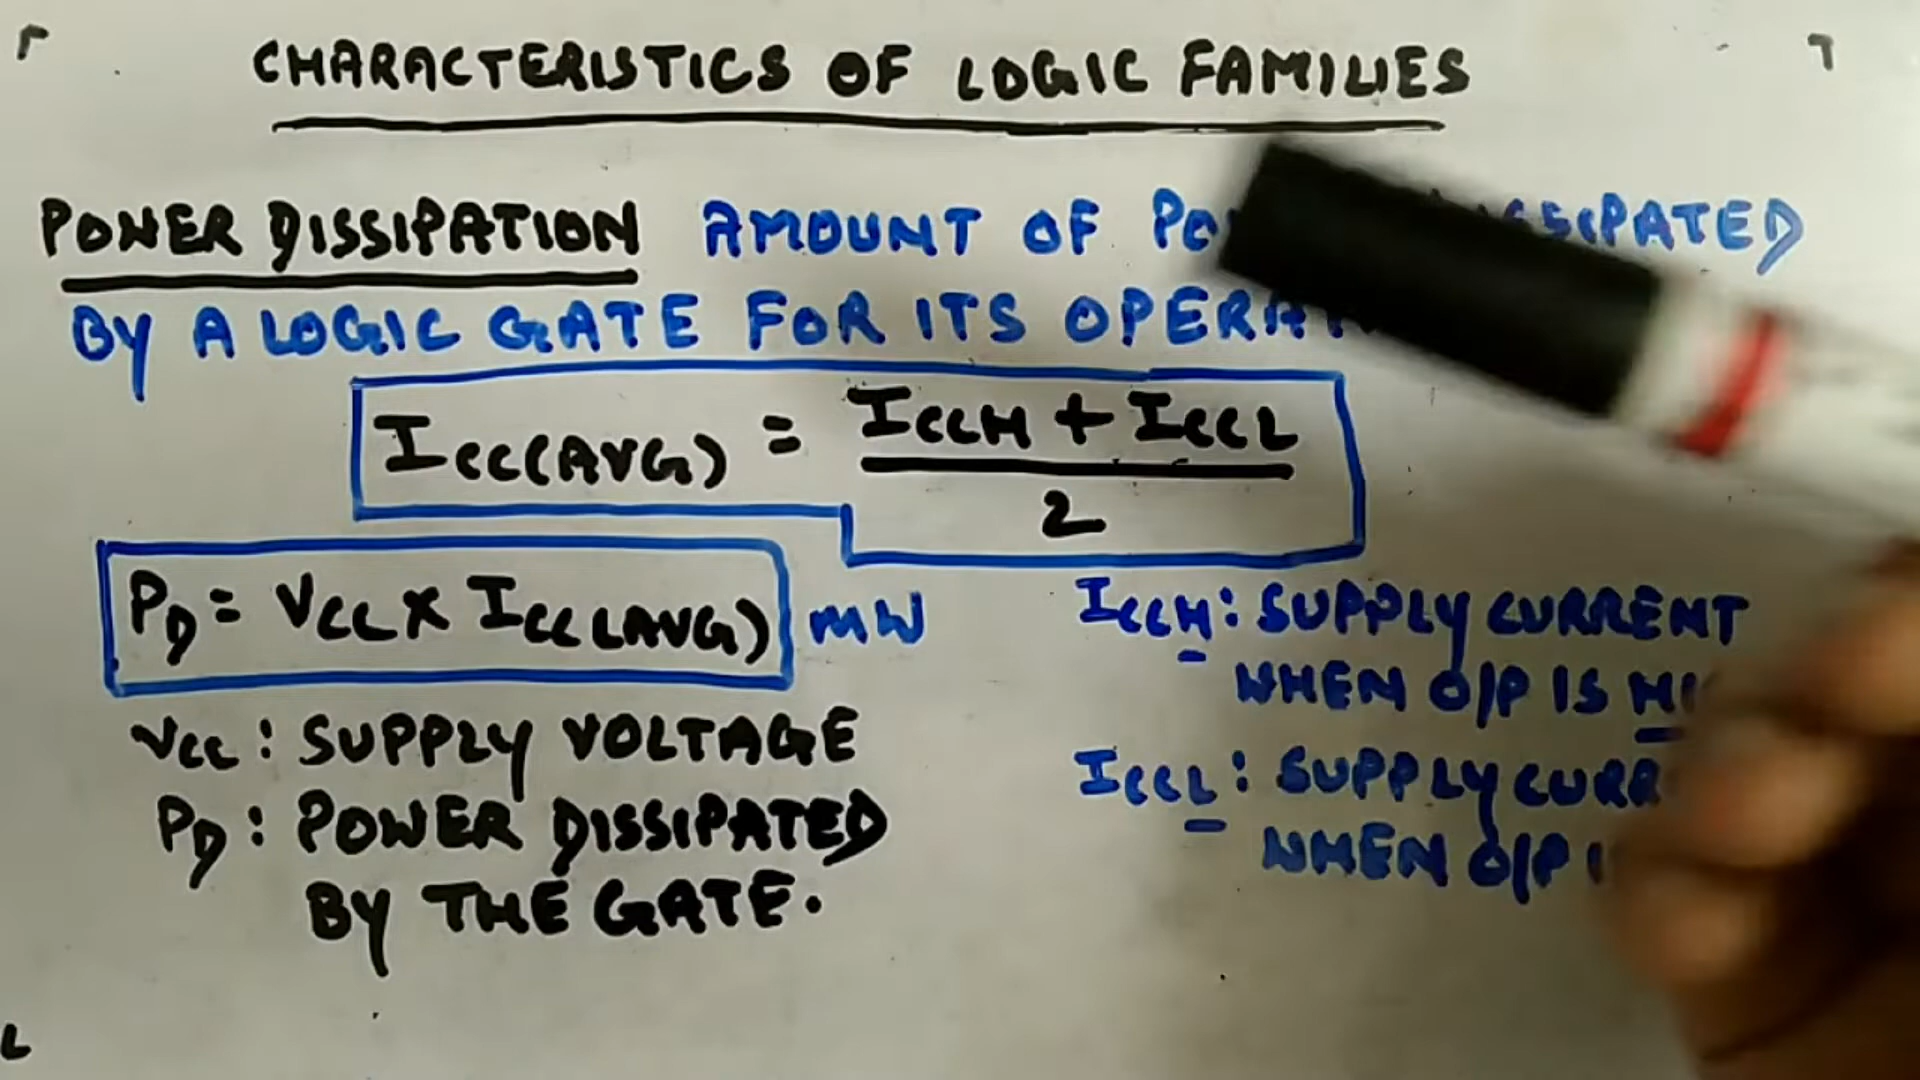 CHARACTERISTICS OF LOGIC FAMILIES
POWER DISSIPATION AMOUNT OF
BY A LOGIC GATE FOR ITS
ICC(AVG) = ICCH + ICCL
2
PD = VCC X ICC(AVG) mW
VCC : SUPPLY VOLTAGE
PD : POWER DISSIPATED
BY THE GATE.
ICCH : SUPPLY CURRENT
WHEN O/P IS
ICCL : SUPPLY
WHEN O/P